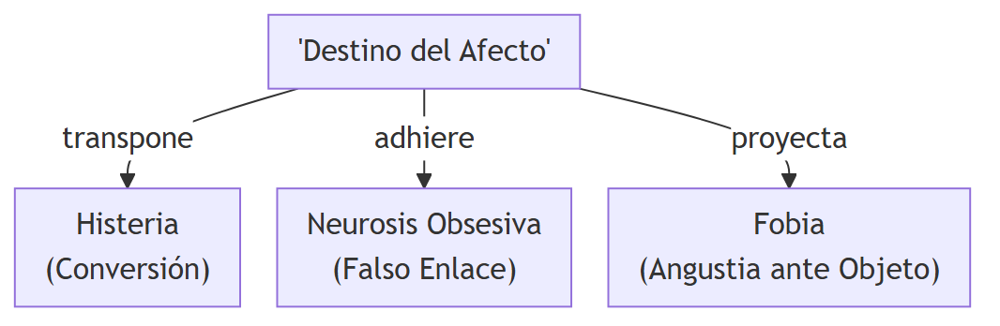 'Destino del Afecto'
transpone
adhiere
proyecta
Histeria
(Conversión)
Neurosis Obsesiva
(Falso Enlace)
Fobia
(Angustia ante Objeto)